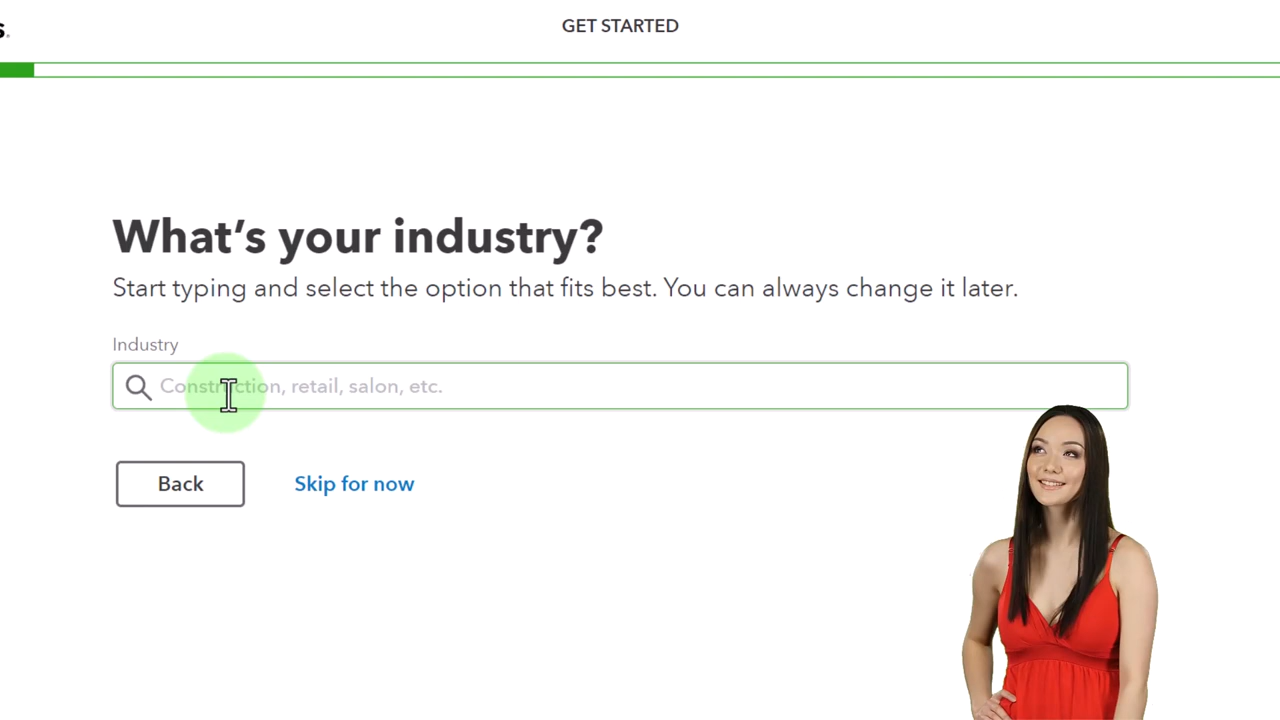 s.
GET STARTED
What's your industry?
Start typing and select the option that fits best. You can always change it later.
Industry
Construction, retail, salon, etc.
Back Skip for now